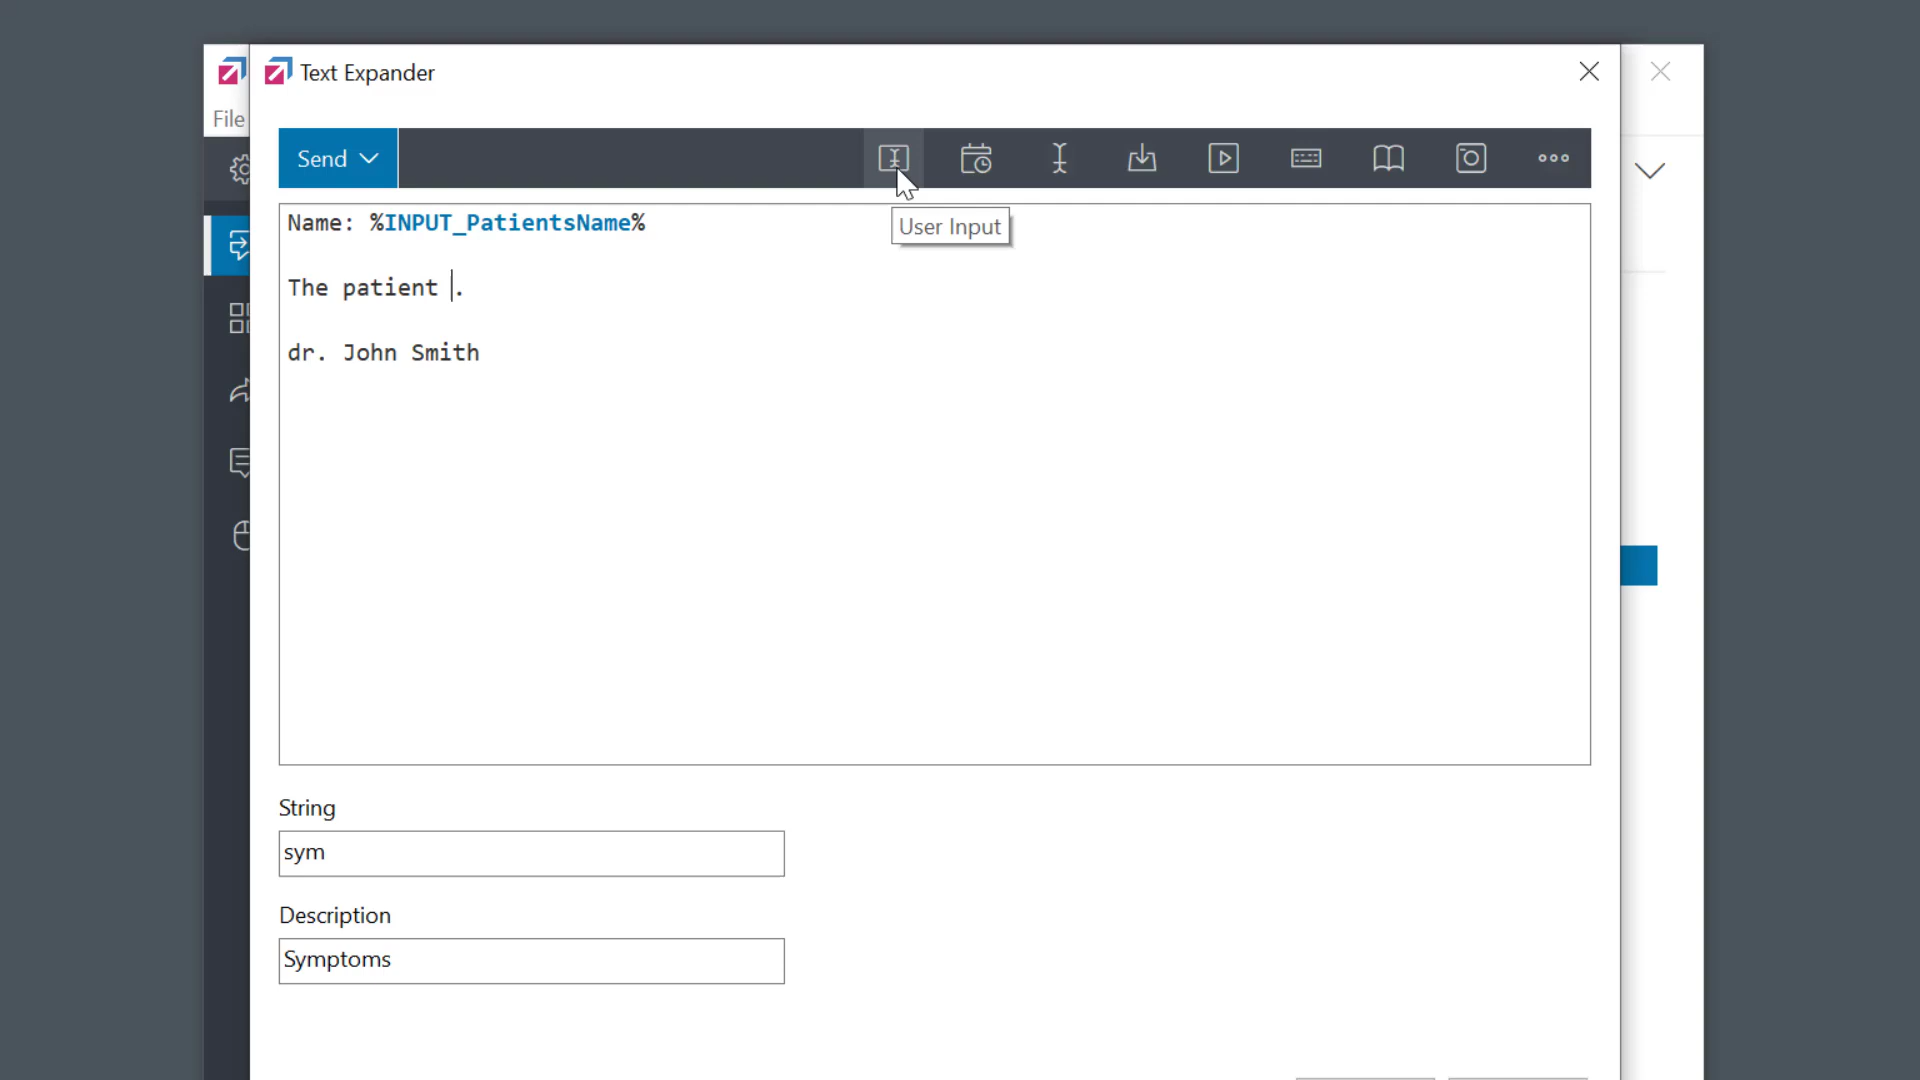 Text Expander
File
Send
User Input
Name: %INPUT_PatientsName%
The patient .
dr. John Smith
String
sym
Description
Symptoms